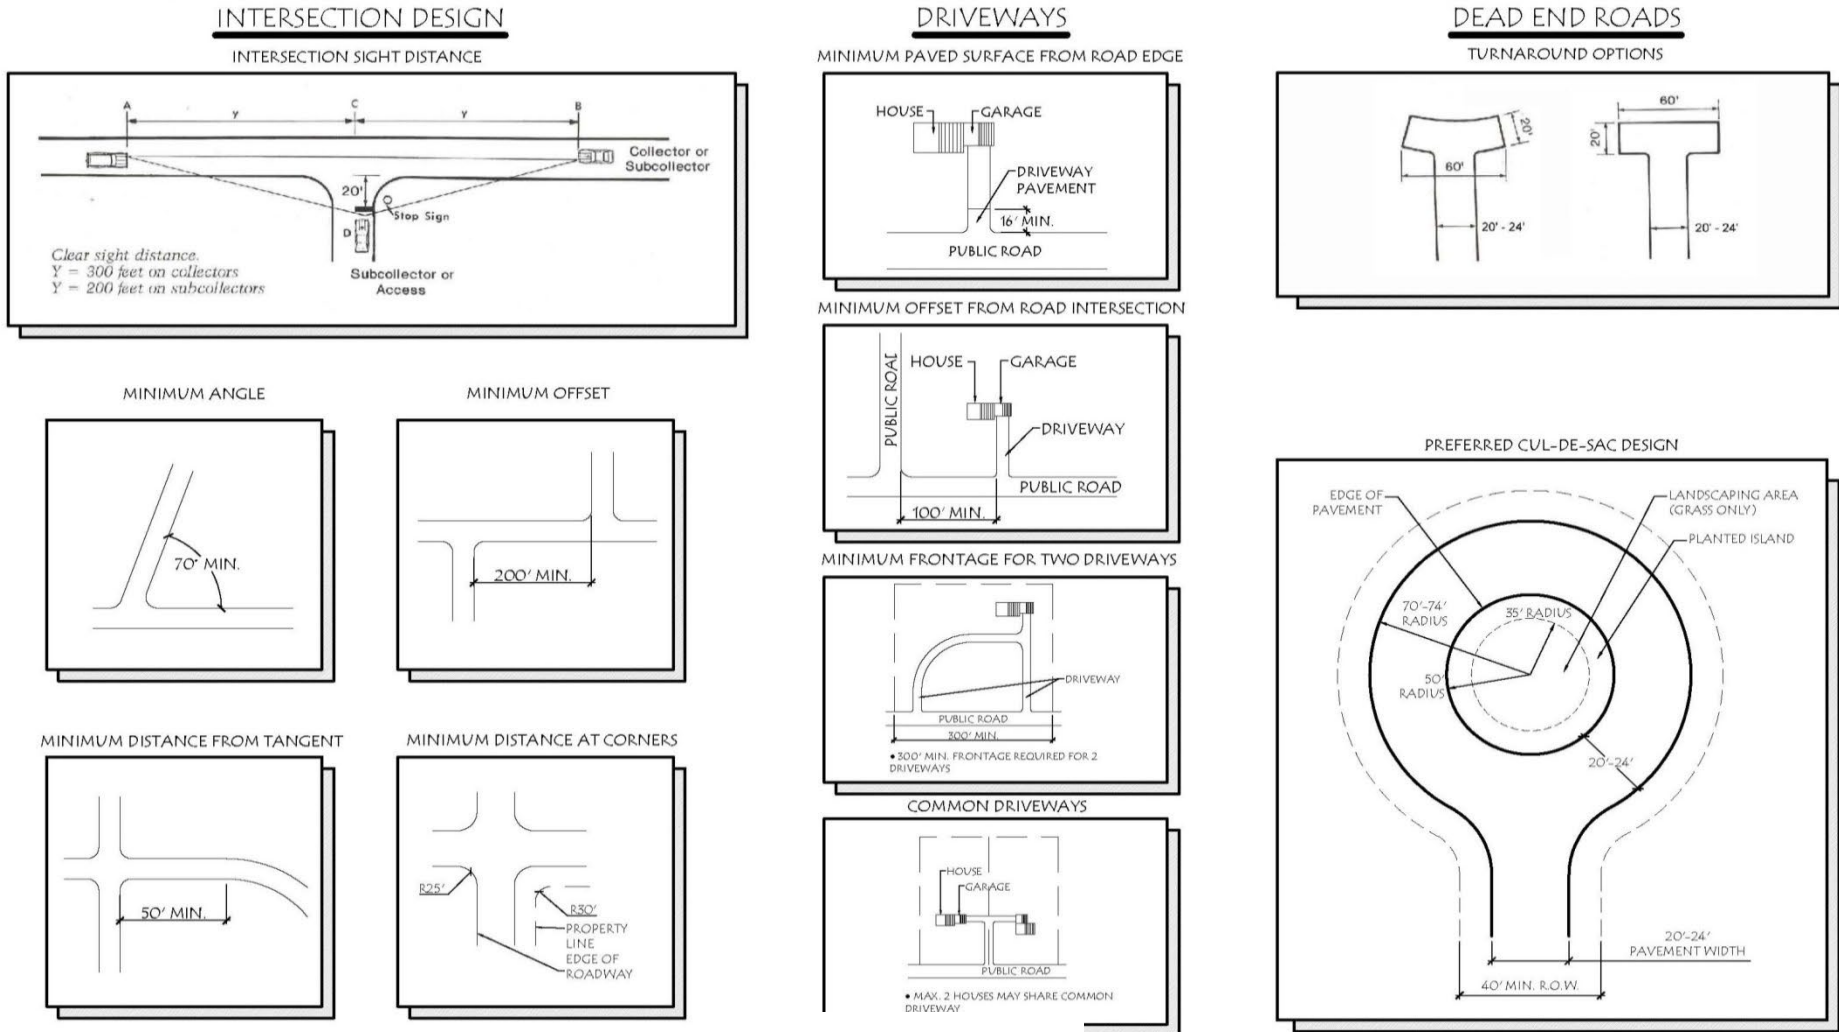 INTERSECTION DESIGN
INTERSECTION SIGHT DISTANCE
A
C
B
y
y
Collector or
Subcollector
20'
Stop Sign
D
Clear sight distance.
Y = 300 feet on collectors
Y = 200 feet on subcollectors
Subcollector or
Access
MINIMUM ANGLE
70° MIN.
MINIMUM OFFSET
200' MIN.
MINIMUM DISTANCE FROM TANGENT
50' MIN.
MINIMUM DISTANCE AT CORNERS
R25'
R30'
PROPERTY
LINE
EDGE OF
ROADWAY
DRIVEWAYS
MINIMUM PAVED SURFACE FROM ROAD EDGE
HOUSE
GARAGE
DRIVEWAY
PAVEMENT
16' MIN.
PUBLIC ROAD
MINIMUM OFFSET FROM ROAD INTERSECTION
PUBLIC ROAD
HOUSE
GARAGE
DRIVEWAY
PUBLIC ROAD
100' MIN.
MINIMUM FRONTAGE FOR TWO DRIVEWAYS
DRIVEWAY
PUBLIC ROAD
300' MIN.
• 300' MIN. FRONTAGE REQUIRED FOR 2
DRIVEWAYS
COMMON DRIVEWAYS
HOUSE
GARAGE
PUBLIC ROAD
• MAX. 2 HOUSES MAY SHARE COMMON
DRIVEWAY
DEAD END ROADS
TURNAROUND OPTIONS
20'
60'
20' - 24'
60'
20'
20' - 24'
PREFERRED CUL-DE-SAC DESIGN
EDGE OF
PAVEMENT
LANDSCAPING AREA
(GRASS ONLY)
PLANTED ISLAND
70'-74'
RADIUS
35' RADIUS
50'
RADIUS
20'-24'
20'-24'
PAVEMENT WIDTH
40' MIN. R.O.W.